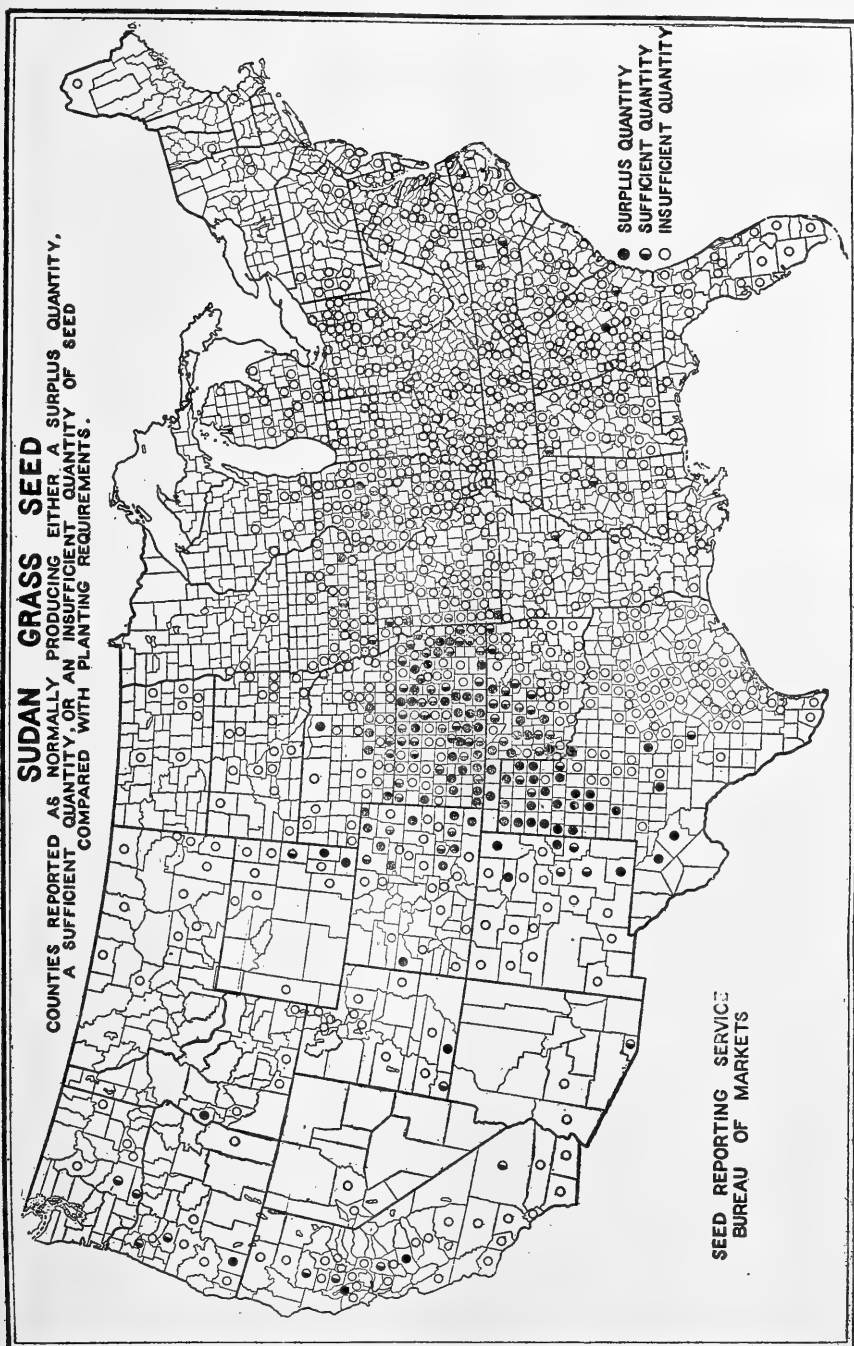 SUDAN GRASS SEED
COUNTIES REPORTED AS NORMALLY PRODUCING EITHER A SURPLUS QUANTITY,
A SUFFICIENT QUANTITY, OR AN INSUFFICIENT QUANTITY OF SEED
COMPARED WITH PLANTING REQUIREMENTS.
SURPLUS QUANTITY
SUFFICIENT QUANTITY
INSUFFICIENT QUANTITY
SEED REPORTING SERVICE
BUREAU OF MARKETS